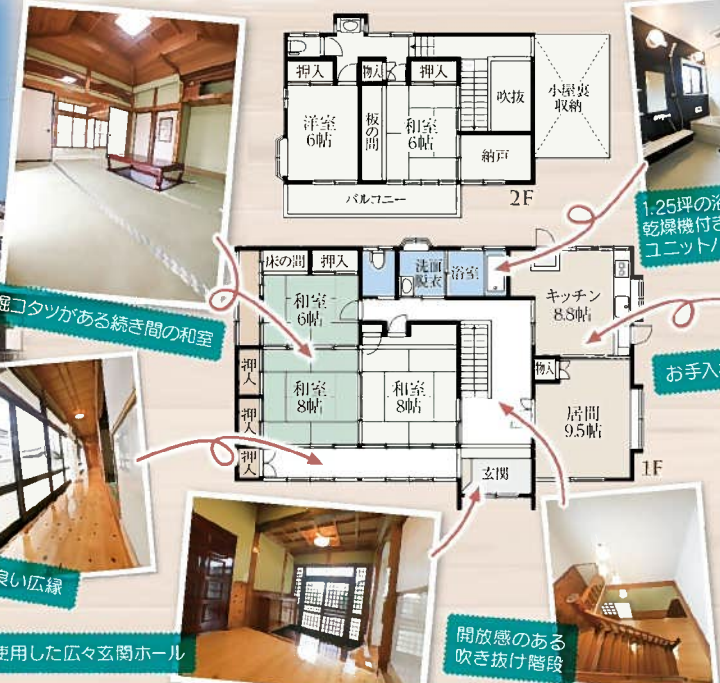 押入
物入
押入
洋室
6帖
板の間
和室
6帖
吹抜
納戸
小屋裏
収納
バルコニー
2F
1.25坪の浴
乾燥機付き
ユニットバ
床の間
押入
洗面
脱衣
浴室
キッチン
8.8帖
和室
6帖
掘コタツがある続き間の和室
押入
和室
8帖
和室
8帖
物入
お手入
押入
居間
9.5帖
押入
玄関
1F
良い広縁
使用した広々玄関ホール
開放感のある
吹き抜け階段